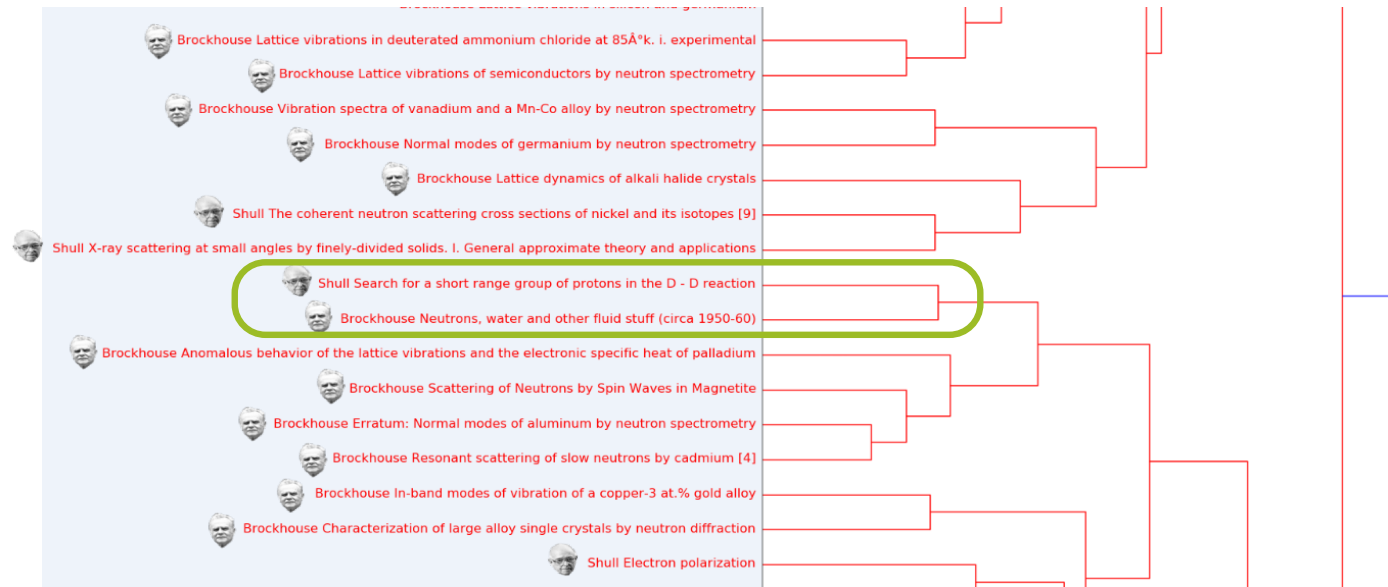 Brockhouse Lattice vibrations in silicon and germanium
Brockhouse Lattice vibrations in deuterated ammonium chloride at 85Â°k. i. experimental
Brockhouse Lattice vibrations of semiconductors by neutron spectrometry
Brockhouse Vibration spectra of vanadium and a Mn-Co alloy by neutron spectrometry
Brockhouse Normal modes of germanium by neutron spectrometry
Brockhouse Lattice dynamics of alkali halide crystals
Shull The coherent neutron scattering cross sections of nickel and its isotopes [9]
Shull X-ray scattering at small angles by finely-divided solids. I. General approximate theory and applications
Shull Search for a short range group of protons in the D - D reaction
Brockhouse Neutrons, water and other fluid stuff (circa 1950-60)
Brockhouse Anomalous behavior of the lattice vibrations and the electronic specific heat of palladium
Brockhouse Scattering of Neutrons by Spin Waves in Magnetite
Brockhouse Erratum: Normal modes of aluminum by neutron spectrometry
Brockhouse Resonant scattering of slow neutrons by cadmium [4]
Brockhouse In-band modes of vibration of a copper-3 at.% gold alloy
Brockhouse Characterization of large alloy single crystals by neutron diffraction
Shull Electron polarization